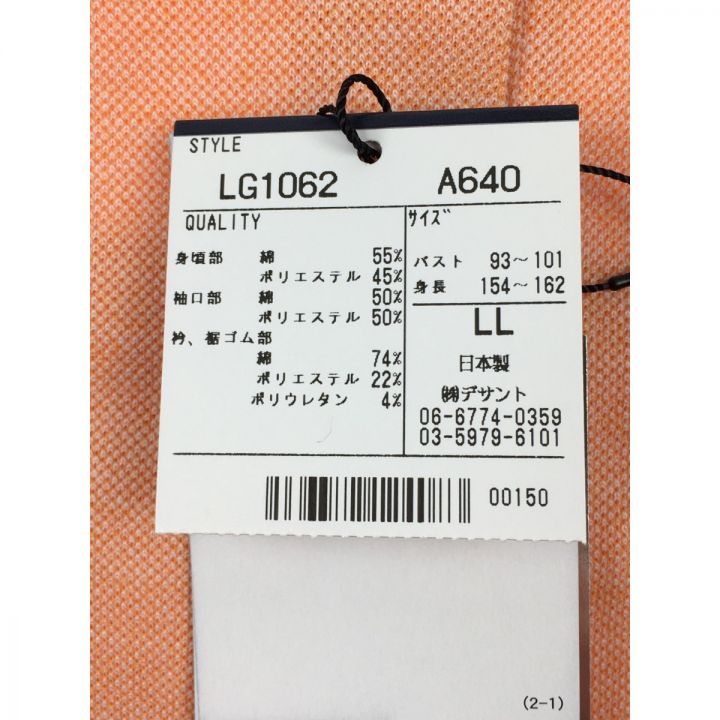 STYLE
LG1062 A640
QUALITY
身頃部 綿 55%
ポリエステル 45%
袖口部 綿 50%
ポリエステル 50%
衿、裾ゴム部
綿 74%
ポリエステル 22%
ポリウレタン 4%
サイズ
バスト 93～101
身長 154～162
LL
日本製
㈱デサント
06-6774-0359
03-5979-6101
00150
(2-1)